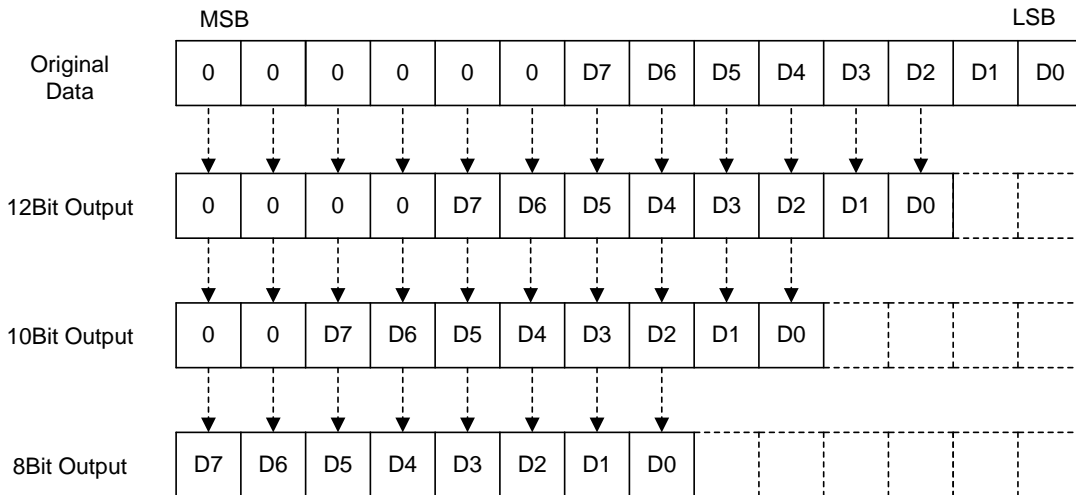 MSB LSB
Original Data 0 0 0 0 0 0 D7 D6 D5 D4 D3 D2 D1 D0
12Bit Output 0 0 0 0 D7 D6 D5 D4 D3 D2 D1 D0
10Bit Output 0 0 D7 D6 D5 D4 D3 D2 D1 D0
8Bit Output D7 D6 D5 D4 D3 D2 D1 D0